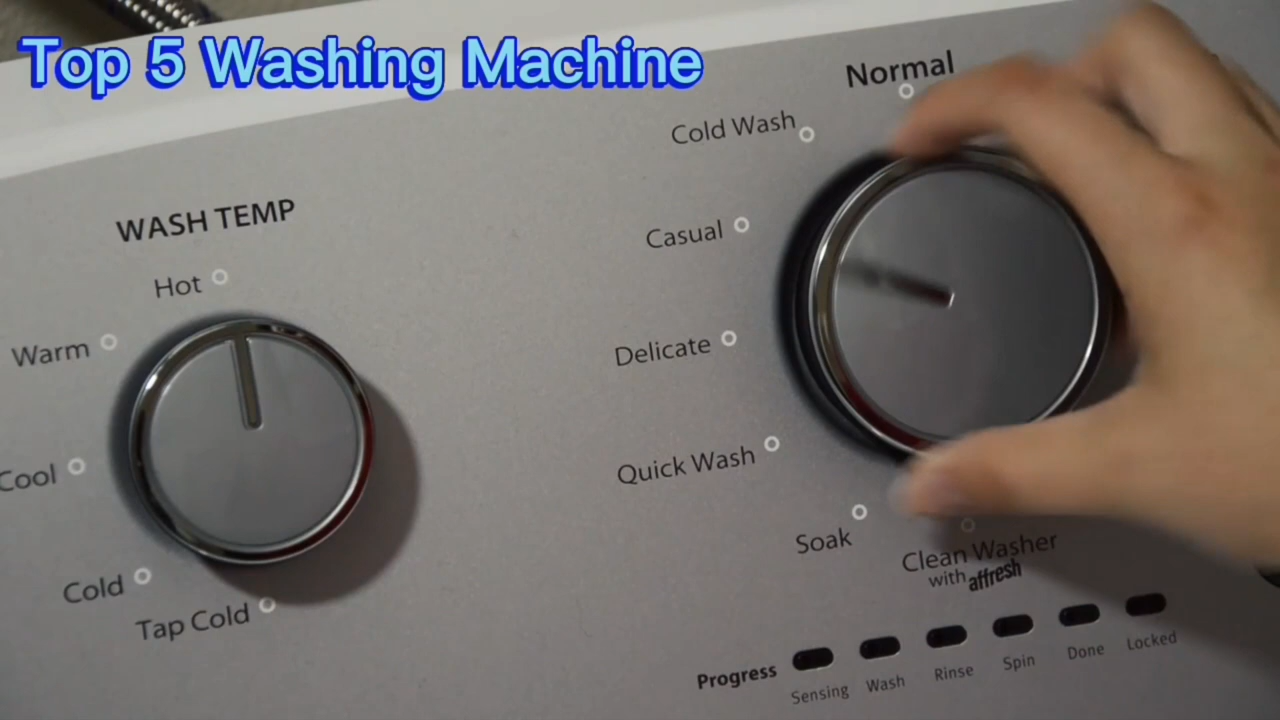 Top 5 Washing Machine
Normal
Cold Wash
Casual
Delicate
Quick Wash
Soak
Clean Washer
with affresh
WASH TEMP
Hot
Warm
Cool
Cold
Tap Cold
Progress
Sensing
Wash
Rinse
Spin
Done
Locked